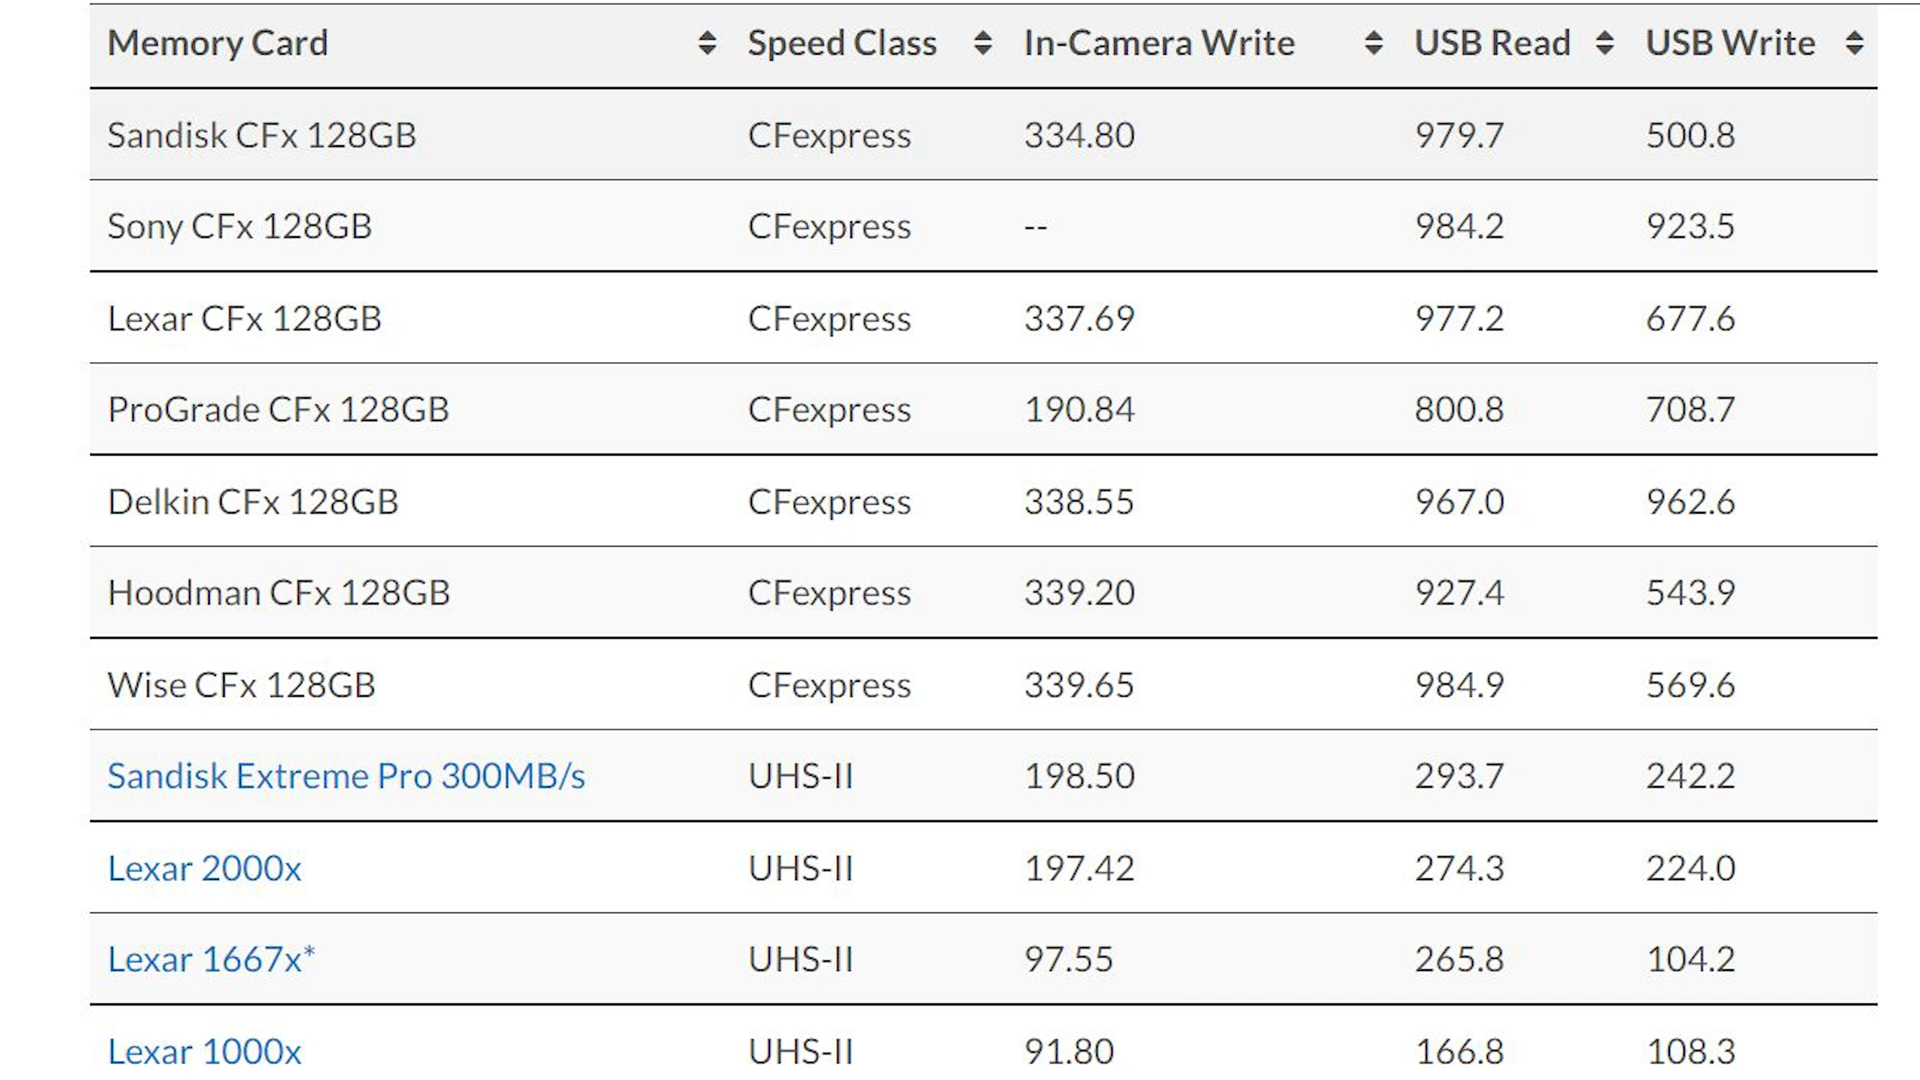 Memory Card Speed Class In-Camera Write USB Read USB Write
Sandisk CFx 128GB CFexpress 334.80 979.7 500.8
Sony CFx 128GB CFexpress -- 984.2 923.5
Lexar CFx 128GB CFexpress 337.69 977.2 677.6
ProGrade CFx 128GB CFexpress 190.84 800.8 708.7
Delkin CFx 128GB CFexpress 338.55 967.0 962.6
Hoodman CFx 128GB CFexpress 339.20 927.4 543.9
Wise CFx 128GB CFexpress 339.65 984.9 569.6
Sandisk Extreme Pro 300MB/s UHS-II 198.50 293.7 242.2
Lexar 2000x UHS-II 197.42 274.3 224.0
Lexar 1667x* UHS-II 97.55 265.8 104.2
Lexar 1000x UHS-II 91.80 166.8 108.3